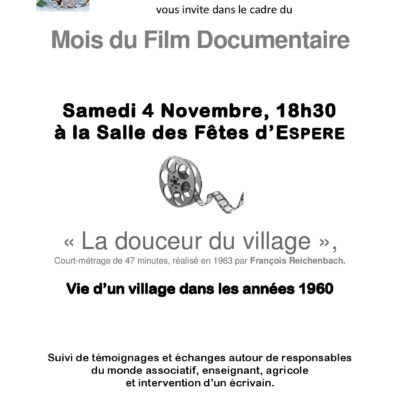 vous invite dans le cadre du
Mois du Film Documentaire
Samedi 4 Novembre, 18h30
à la Salle des Fêtes d’ESPERE
« La douceur du village »,
Court-métrage de 47 minutes, réalisé en 1963 par François Reichenbach.
Vie d’un village dans les années 1960
Suivi de témoignages et échanges autour de responsables
du monde associatif, enseignant, agricole
et intervention d’un écrivain.